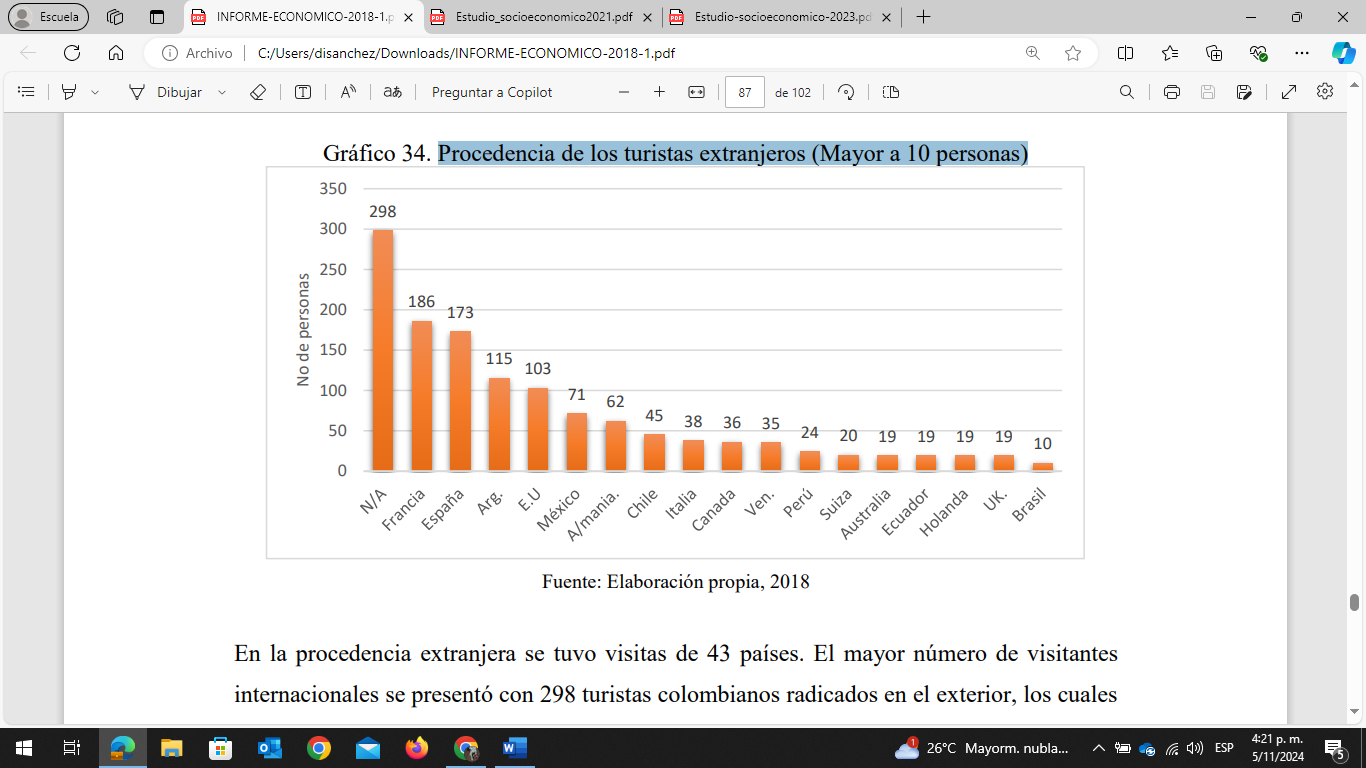 Escuela
INFORME-ECONOMICO-2018-1.p
Estudio_socioeconomico2021.pdf
Estudio-socioeconomico-2023.pd
Archivo
C:/Users/disanchez/Downloads/INFORME-ECONOMICO-2018-1.pdf
Dibujar
Preguntar a Copilot
87
de 102
Gráfico 34. Procedencia de los turistas extranjeros (Mayor a 10 personas)
350
300
250
200
150
100
50
0
No de personas
298
186
173
115
103
71
62
45
38
36
35
24
20
19
19
19
19
10
N/A
Francia
España
Arg.
E.U
México
A/mania.
Chile
Italia
Canada
Ven.
Perú
Suiza
Australia
Ecuador
Holanda
UK.
Brasil
Fuente: Elaboración propia, 2018
En la procedencia extranjera se tuvo visitas de 43 países. El mayor número de visitantes
internacionales se presentó con 298 turistas colombianos radicados en el exterior, los cuales
26°C Mayorm. nubla...
ESP
4:21 p. m.
5/11/2024
5